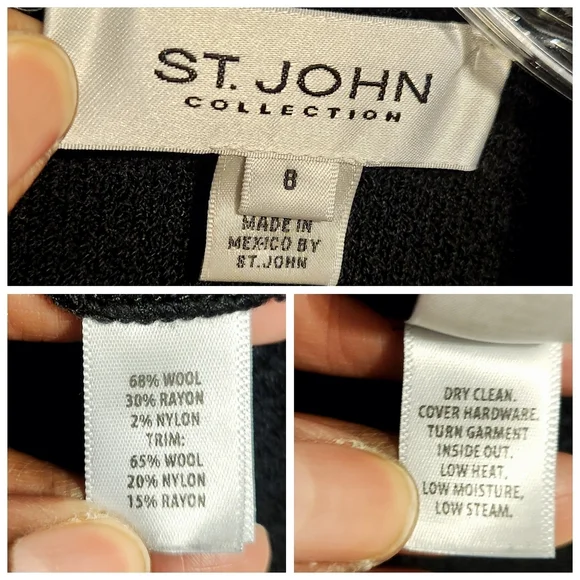 ST. JOHN
COLLECTION
8
MADE IN
MEXICO BY
ST. JOHN
68% WOOL
30% RAYON
2% NYLON
TRIM:
65% WOOL
20% NYLON
15% RAYON
DRY CLEAN.
COVER HARDWARE.
TURN GARMENT
INSIDE OUT.
LOW HEAT,
LOW MOISTURE,
LOW STEAM.